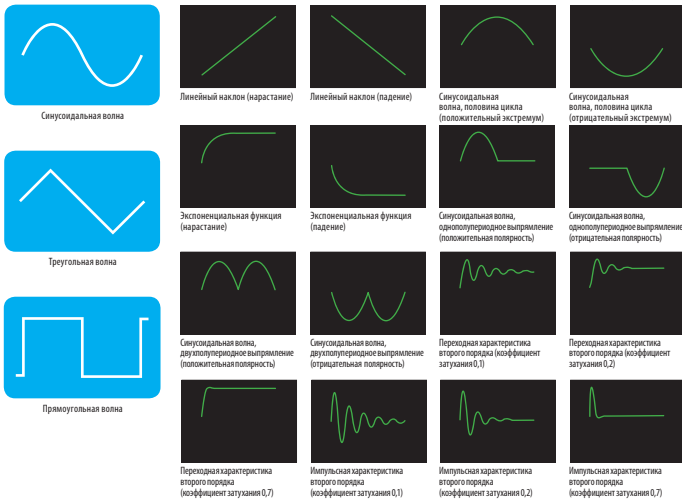 Синусоидальная волна
Треугольная волна
Прямоугольная волна
Линейный наклон (нарастание)
Линейный наклон (падение)
Синусоидальная
волна, половина цикла
(положительный экстремум)
Синусоидальная
волна, половина цикла
(отрицательный экстремум)
Экспоненциальная функция
(нарастание)
Экспоненциальная функция
(падение)
Синусоидальная волна,
однополупериодное выпрямление
(положительная полярность)
Синусоидальная волна,
однополупериодное выпрямление
(отрицательная полярность)
Синусоидальная волна,
двухполупериодное выпрямление
(положительная полярность)
Синусоидальная волна,
двухполупериодное выпрямление
(отрицательная полярность)
Переходная характеристика
второго порядка (коэффициент
затухания 0,1)
Переходная характеристика
второго порядка (коэффициент
затухания 0,2)
Переходная характеристика
второго порядка
(коэффициент затухания 0,7)
Импульсная характеристика
второго порядка
(коэффициент затухания 0,1)
Импульсная характеристика
второго порядка
(коэффициент затухания 0,2)
Импульсная характеристика
второго порядка
(коэффициент затухания 0,7)